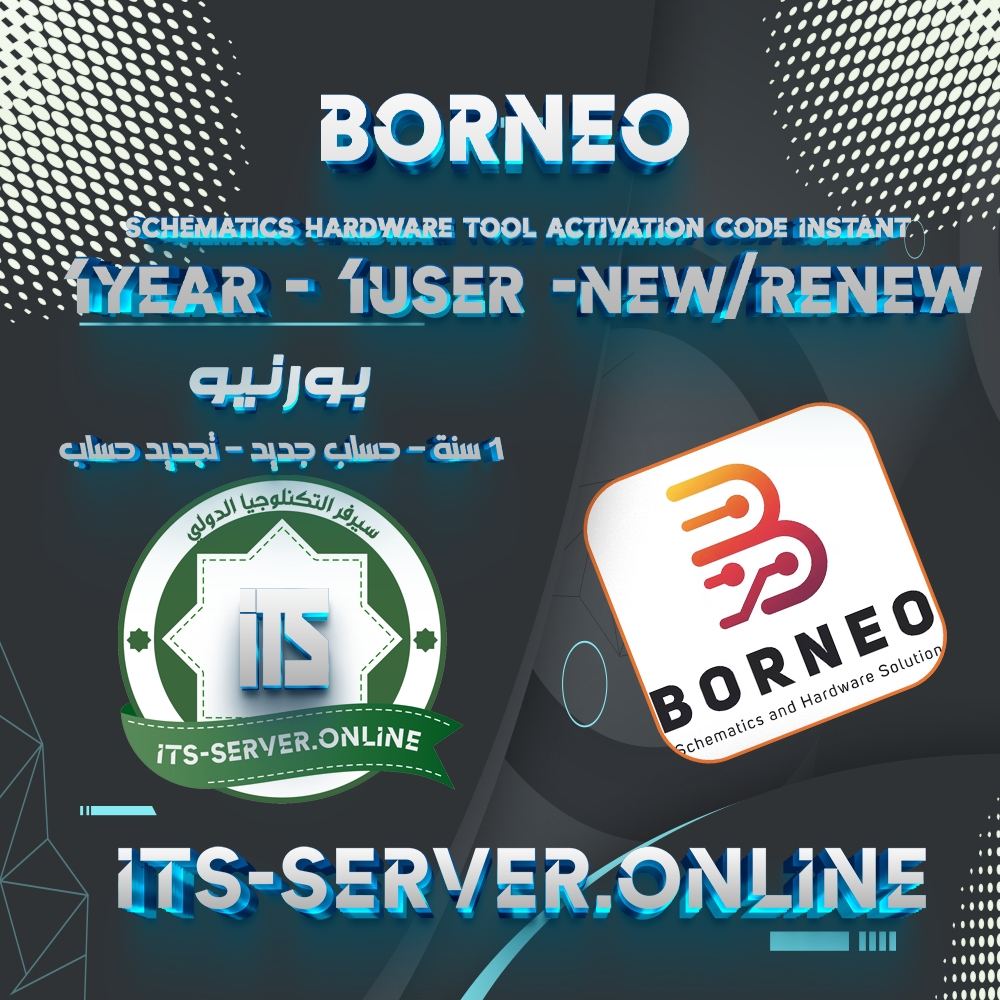 BORNEO
SCHEMATICS HARDWARE TOOL ACTIVATION CODE INSTANT
1YEAR - 1USER -NEW/RENEW
بورنيو
1 سنة - حساب جديد - تجديد حساب
سيرفر التكنلوجيا الدولي
iTS
iTS-SERVER.ONLiNE
BORNEO
Schematics and Hardware Solution
iTS-SERVER.ONLiNE